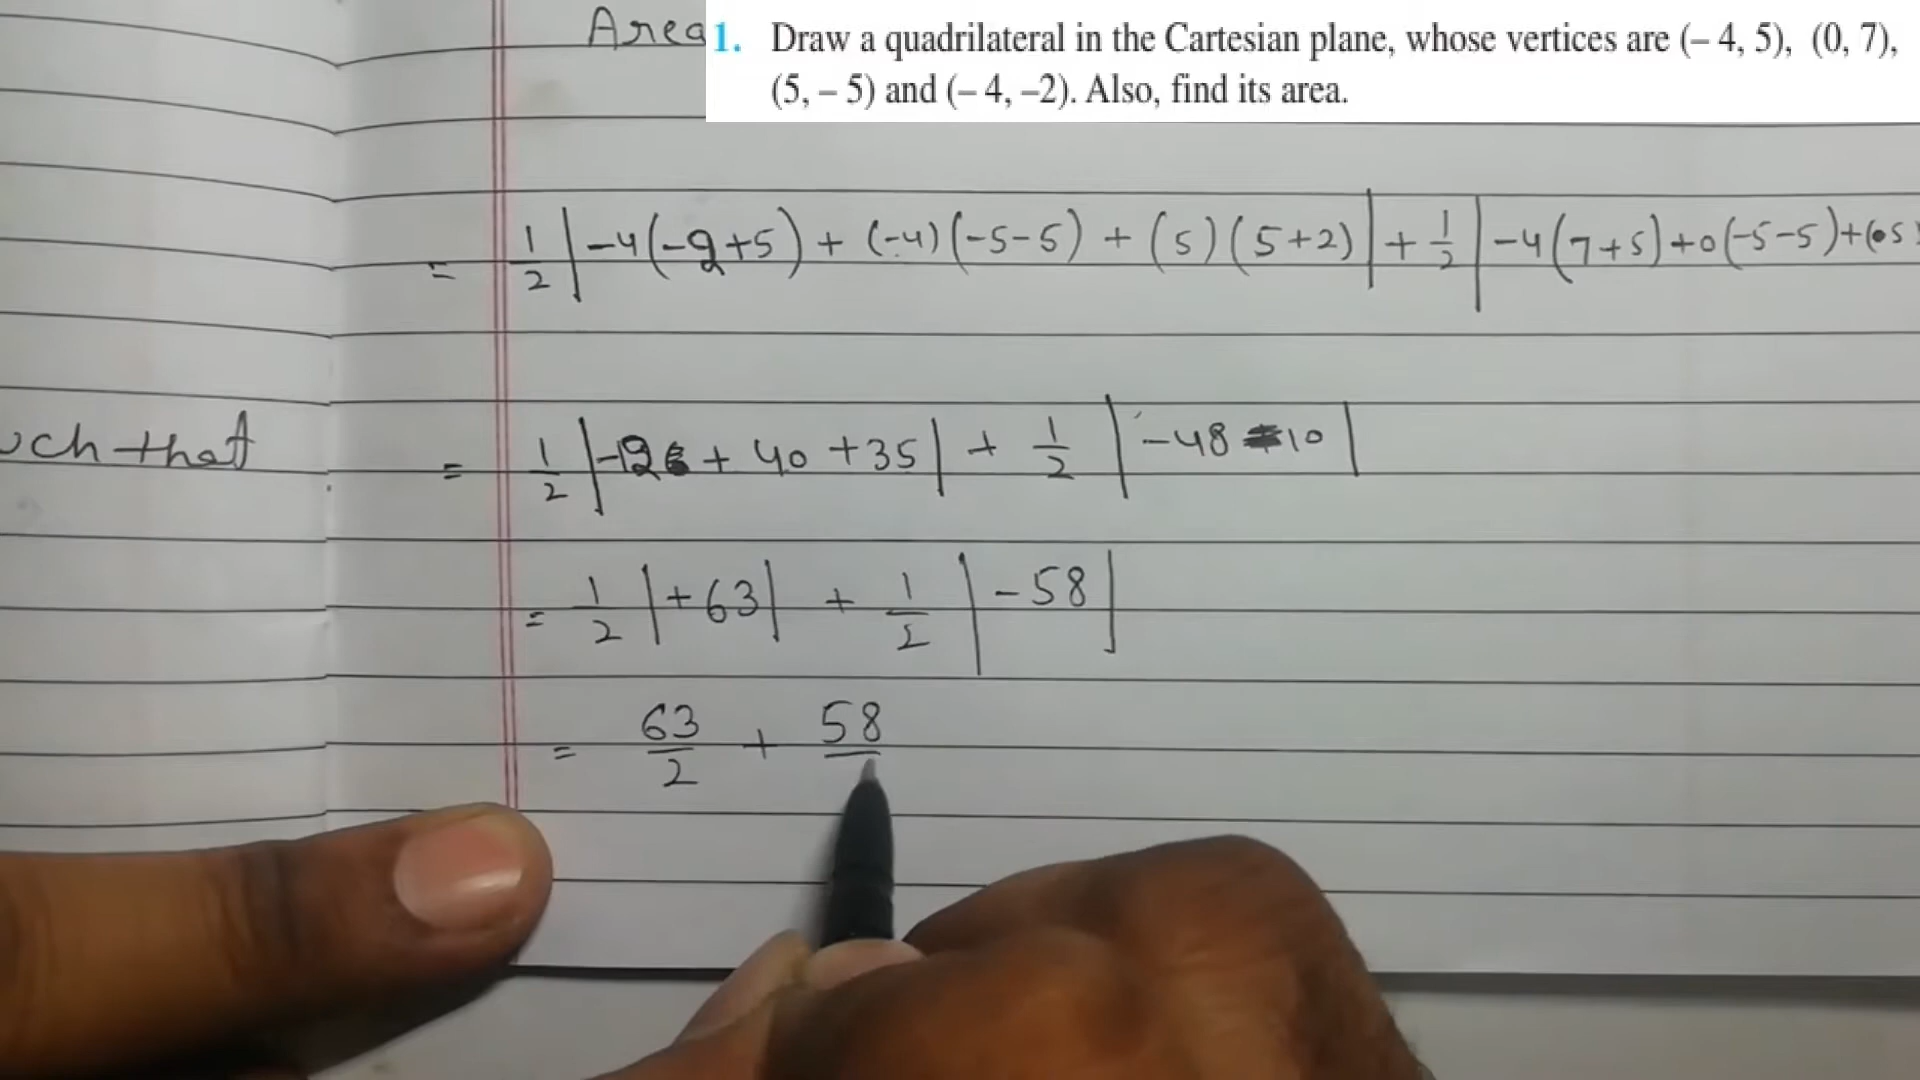 Area
1. Draw a quadrilateral in the Cartesian plane, whose vertices are (– 4, 5), (0, 7),
(5, – 5) and (– 4, –2). Also, find its area.
= 1/2 |-4(-2+5) + (-4)(-5-5) + (5)(5+2)| + 1/2 |-4(7+5)+0(-5-5)+(
uch that
= 1/2 |-12 + 40 + 35| + 1/2 |-48 -10|
= 1/2 |+63| + 1/2 |-58|
= 63/2 + 58